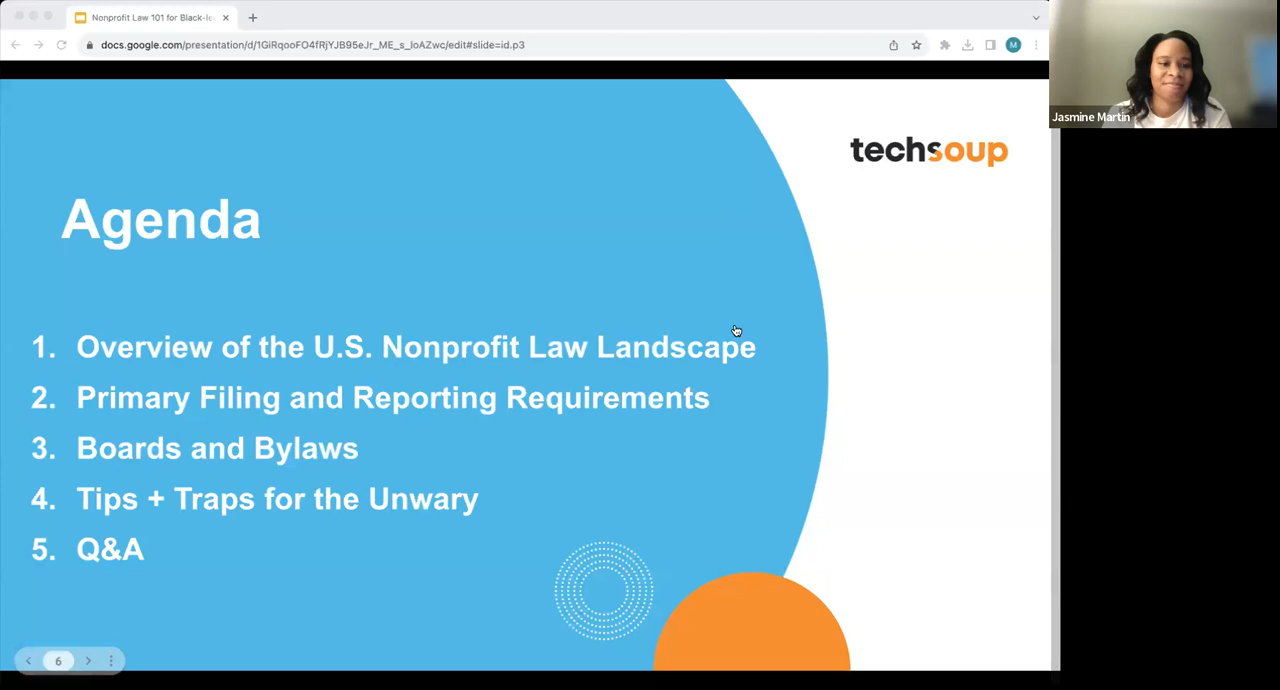 Nonprofit Law 101 for Black-le
docs.google.com/presentation/d/1GiRqooFO4fRjYJB95eJr_ME_s_IoAZwc/edit#slide=id.p3
M
Jasmine Martin
techsoup
Agenda
1. Overview of the U.S. Nonprofit Law Landscape
2. Primary Filing and Reporting Requirements
3. Boards and Bylaws
4. Tips + Traps for the Unwary
5. Q&A
6